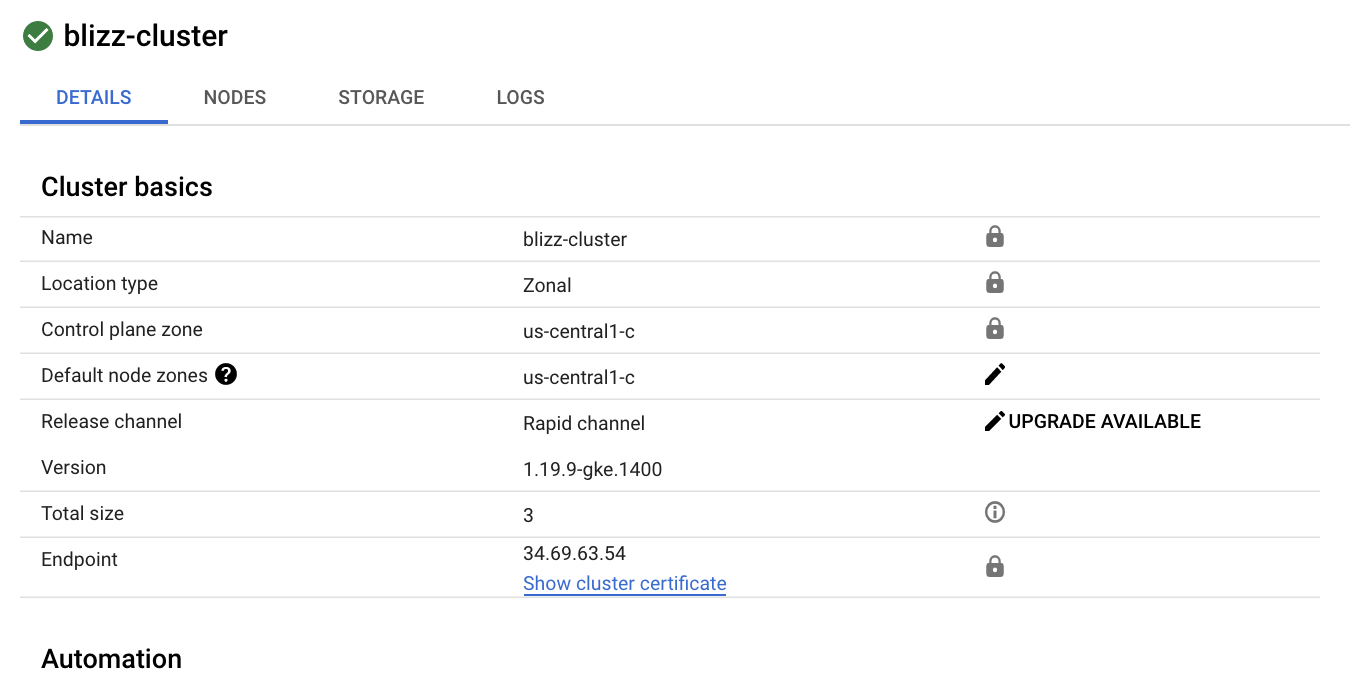 blizz-cluster
DETAILS NODES STORAGE LOGS
Cluster basics
Name blizz-cluster
Location type Zonal
Control plane zone us-central1-c
Default node zones us-central1-c
Release channel Rapid channel UPGRADE AVAILABLE
Version 1.19.9-gke.1400
Total size 3
Endpoint 34.69.63.54
Show cluster certificate
Automation